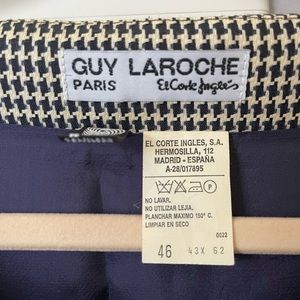 GUY LAROCHE
PARIS El Corte Inglés
EL CORTE INGLES, S.A.
HERMOSILLA, 112
MADRID - ESPAÑA
A-28/017895
P
NO LAVAR.
NO UTILIZAR LEJIA.
PLANCHAR MAXIMO 150º C.
LIMPIAR EN SECO
0022
46 43X 62